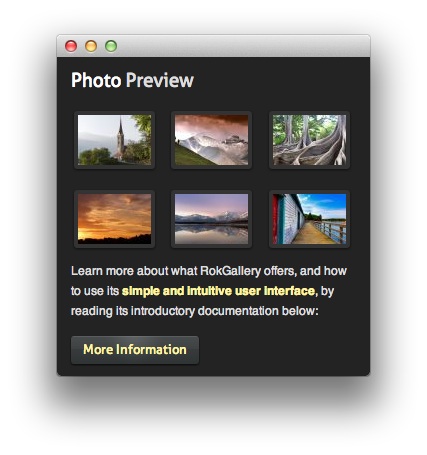 Photo Preview
Learn more about what RokGallery offers, and how
to use its simple and intuitive user interface, by
reading its introductory documentation below:
More Information